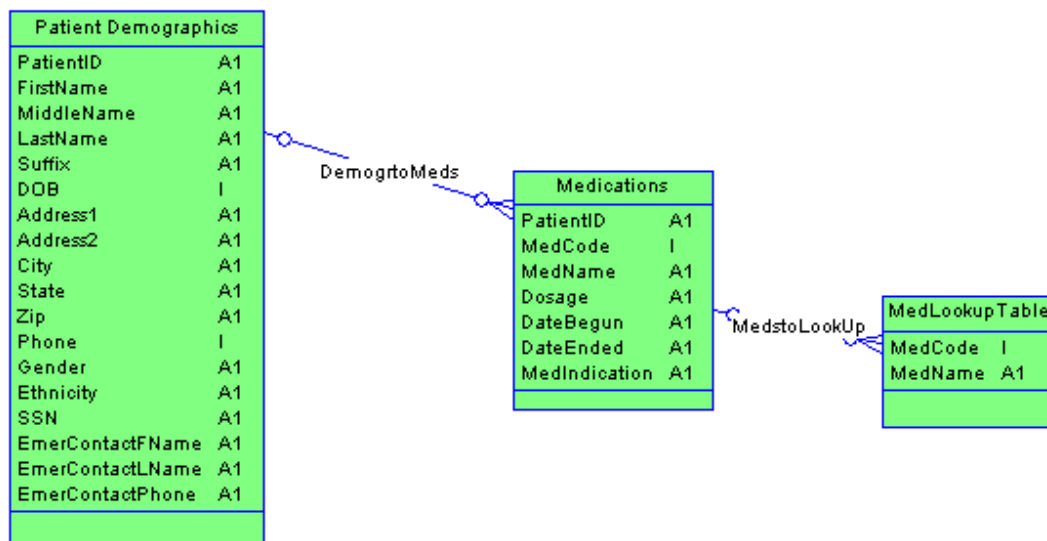 Patient Demographics
PatientID A1
FirstName A1
MiddleName A1
LastName A1
Suffix A1
DOB I
Address1 A1
Address2 A1
City A1
State A1
Zip A1
Phone I
Gender A1
Ethnicity A1
SSN A1
EmerContactFName A1
EmerContactLName A1
EmerContactPhone A1
DemogrtoMeds
Medications
PatientID A1
MedCode I
MedName A1
Dosage A1
DateBegun A1
DateEnded A1
MedIndication A1
MedstoLookUp
MedLookupTable
MedCode I
MedName A1